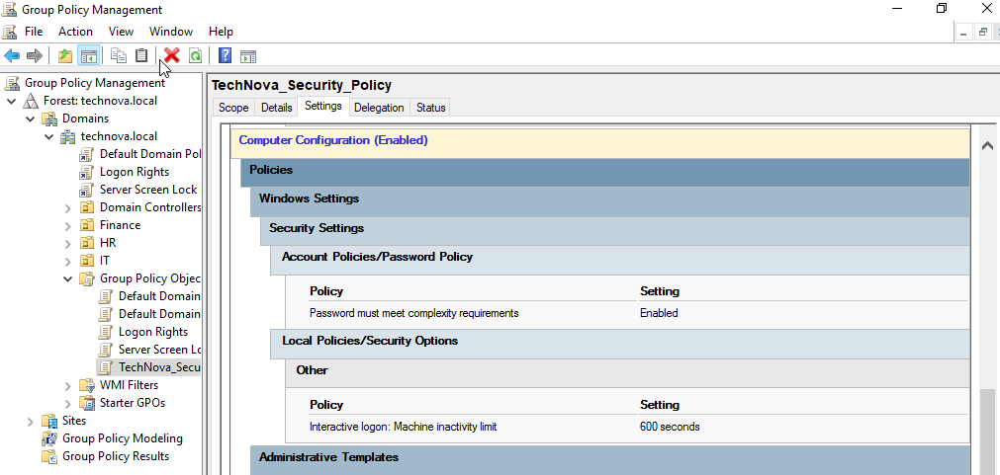 Group Policy Management
File Action View Window Help
Group Policy Management
Forest: technova.local
Domains
technova.local
Default Domain Pol
Logon Rights
Server Screen Lock
Domain Controllers
Finance
HR
IT
Group Policy Objec
Default Domain
Default Domain
Logon Rights
Server Screen Lo
TechNova_Secu
WMI Filters
Starter GPOs
Sites
Group Policy Modeling
Group Policy Results
TechNova_Security_Policy
Scope Details Settings Delegation Status
Computer Configuration (Enabled)
Policies
Windows Settings
Security Settings
Account Policies/Password Policy
Policy Setting
Password must meet complexity requirements Enabled
Local Policies/Security Options
Other
Policy Setting
Interactive logon: Machine inactivity limit 600 seconds
Administrative Templates